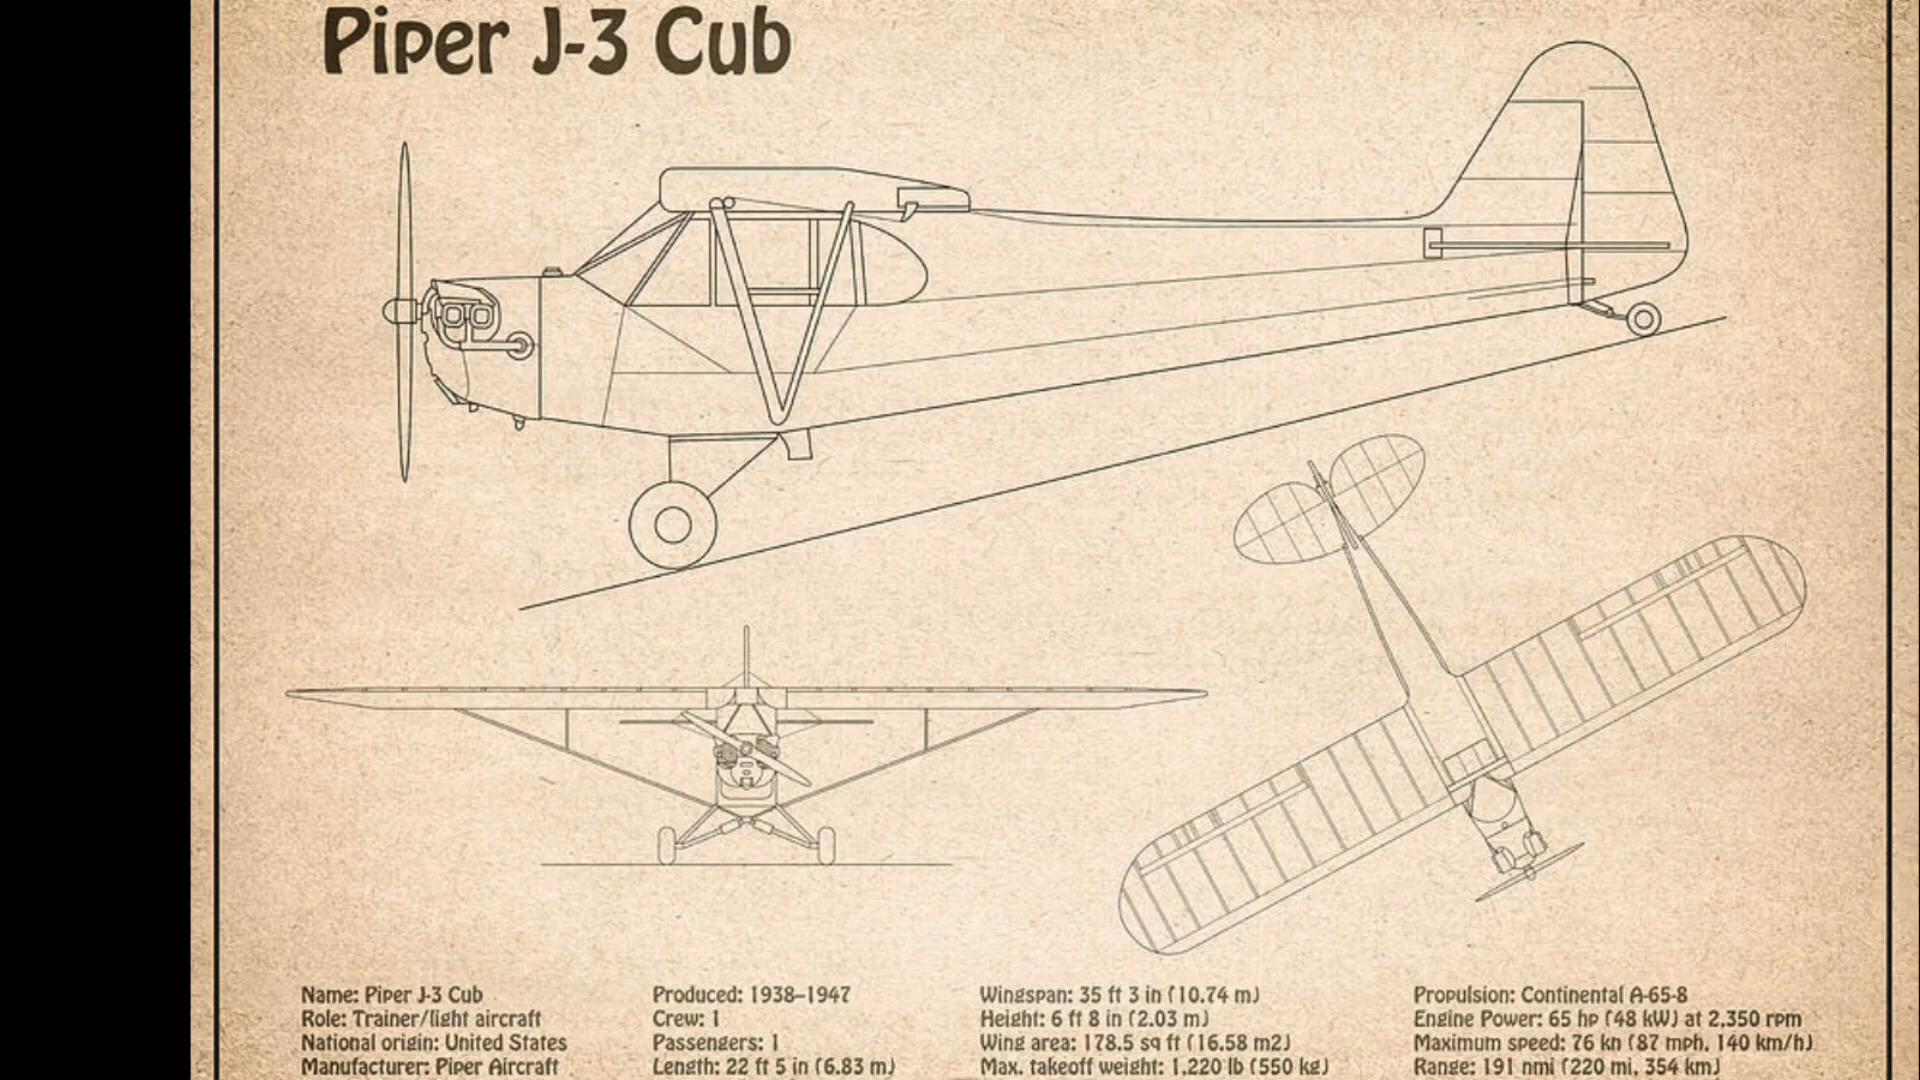 Piper J-3 Cub
Name: Piper J-3 Cub
Role: Trainer/light aircraft
National origin: United States
Manufacturer: Piper Aircraft
Produced: 1938–1947
Crew: 1
Passengers: 1
Length: 22 ft 5 in (6.83 m)
Wingspan: 35 ft 3 in (10.74 m)
Height: 6 ft 8 in (2.03 m)
Wing area: 178.5 sq ft (16.58 m2)
Max. takeoff weight: 1,220 lb (550 kg)
Propulsion: Continental A-65-8
Engine Power: 65 hp (48 kW) at 2,350 rpm
Maximum speed: 76 kn (87 mph, 140 km/h)
Range: 191 nmi (220 mi, 354 km)